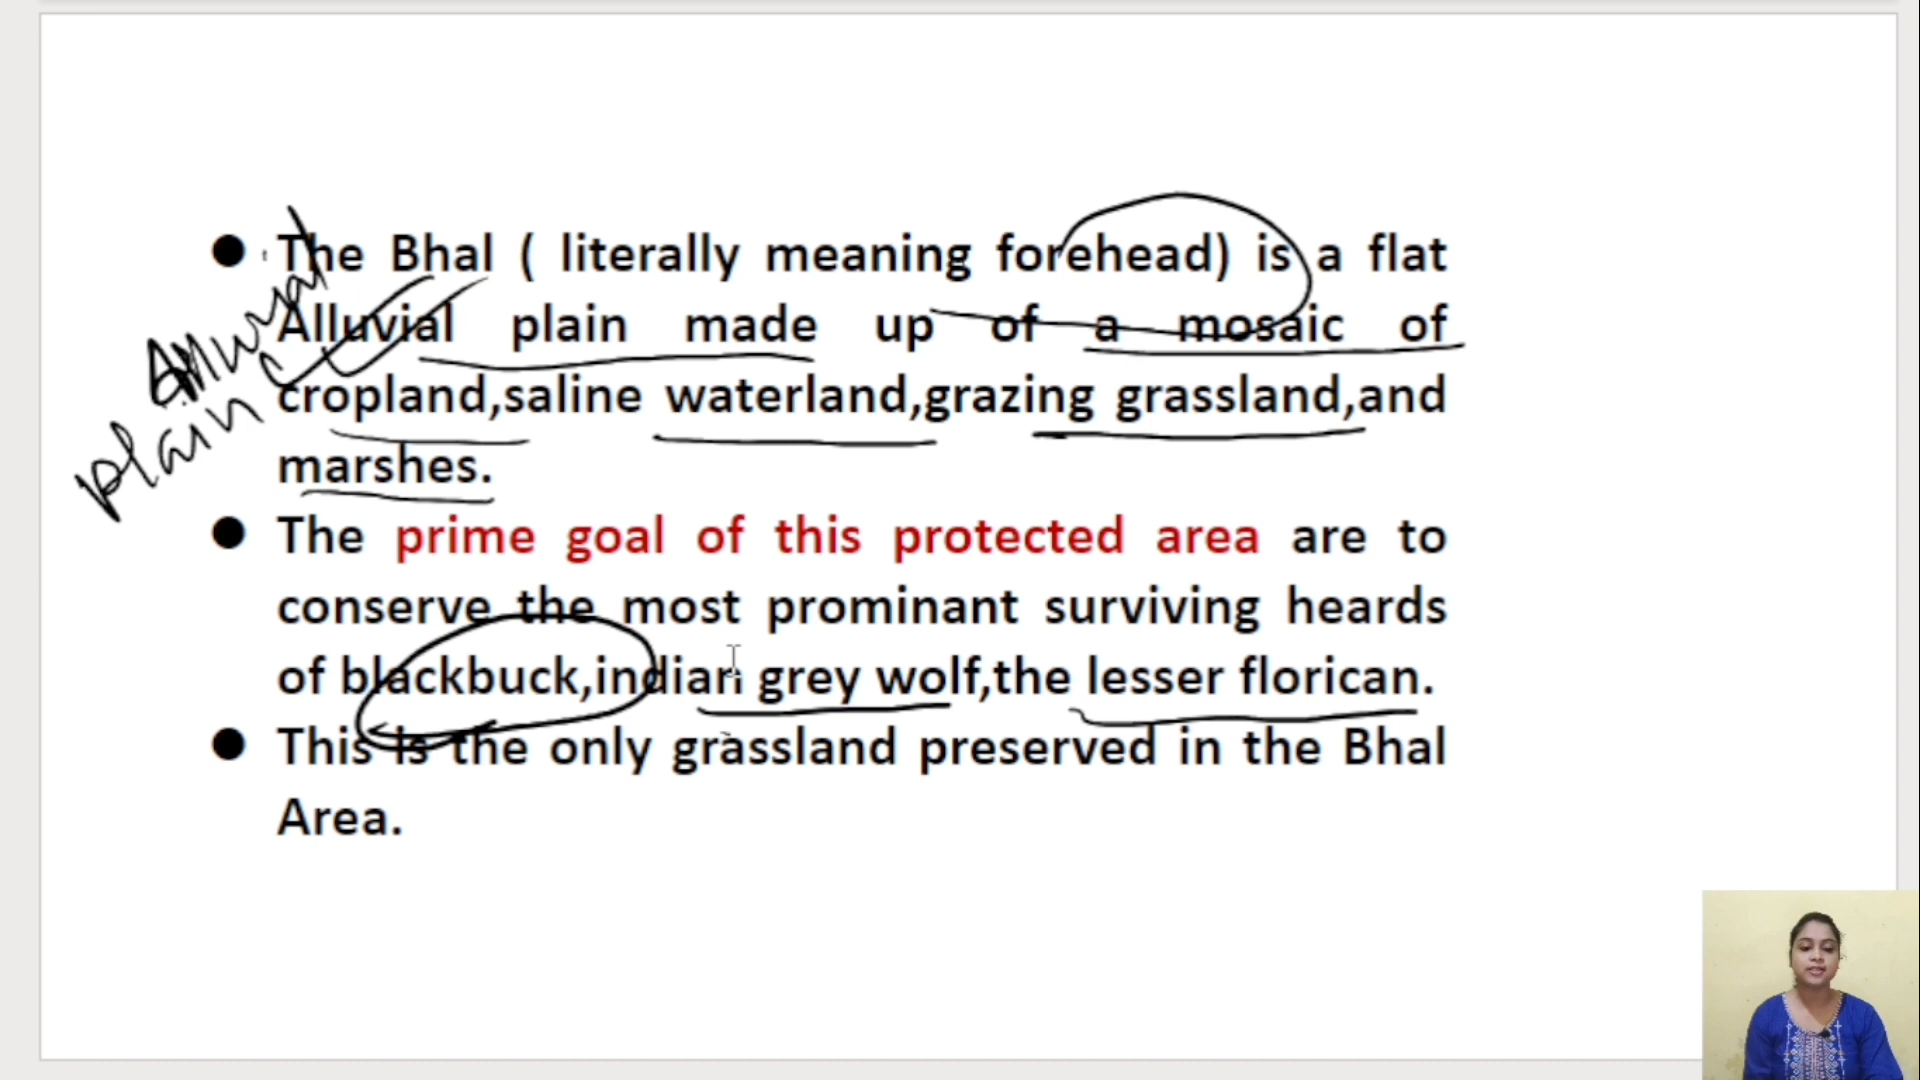 The Bhal ( literally meaning forehead) is a flat
Alluvial plain made up of a mosaic of
cropland,saline waterland,grazing grassland,and
marshes.
plain
The prime goal of this protected area are to
conserve the most prominant surviving heards
of blackbuck,indian grey wolf,the lesser florican.
This is the only grassland preserved in the Bhal
Area.